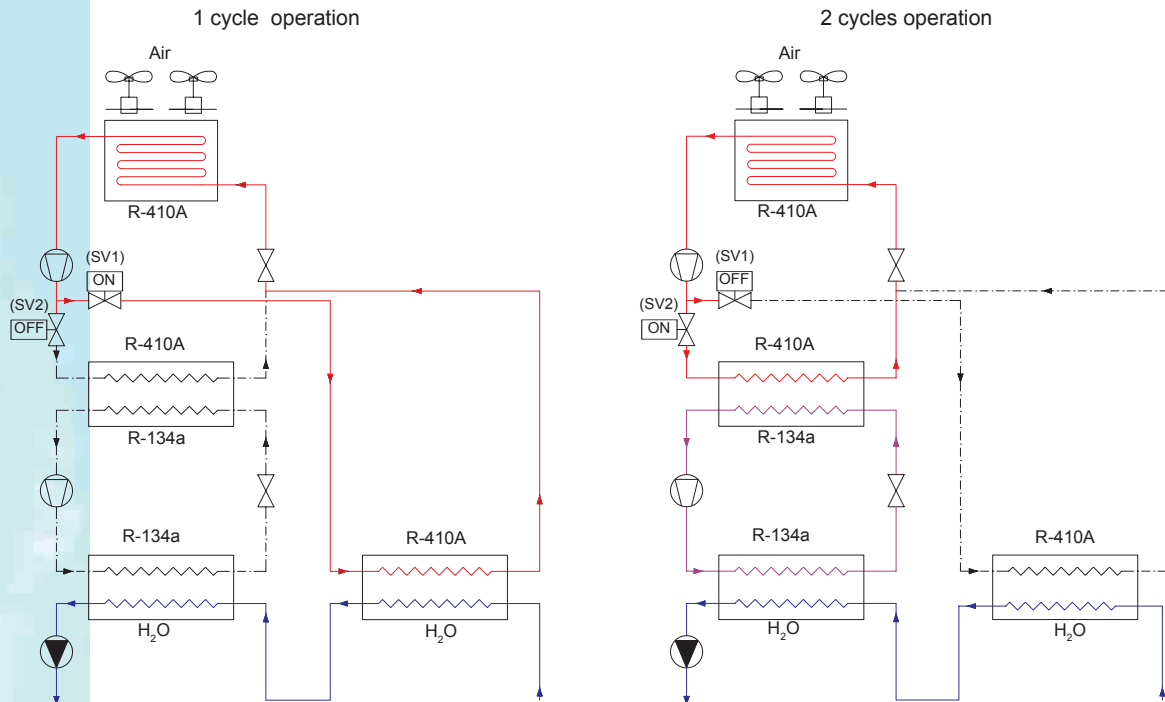 1 cycle operation
Air
R-410A
(SV1)
ON
(SV2)
OFF
R-410A
R-134a
R-134a
R-410A
H₂O
H₂O
2 cycles operation
Air
R-410A
(SV1)
OFF
(SV2)
ON
R-410A
R-134a
R-134a
R-410A
H₂O
H₂O